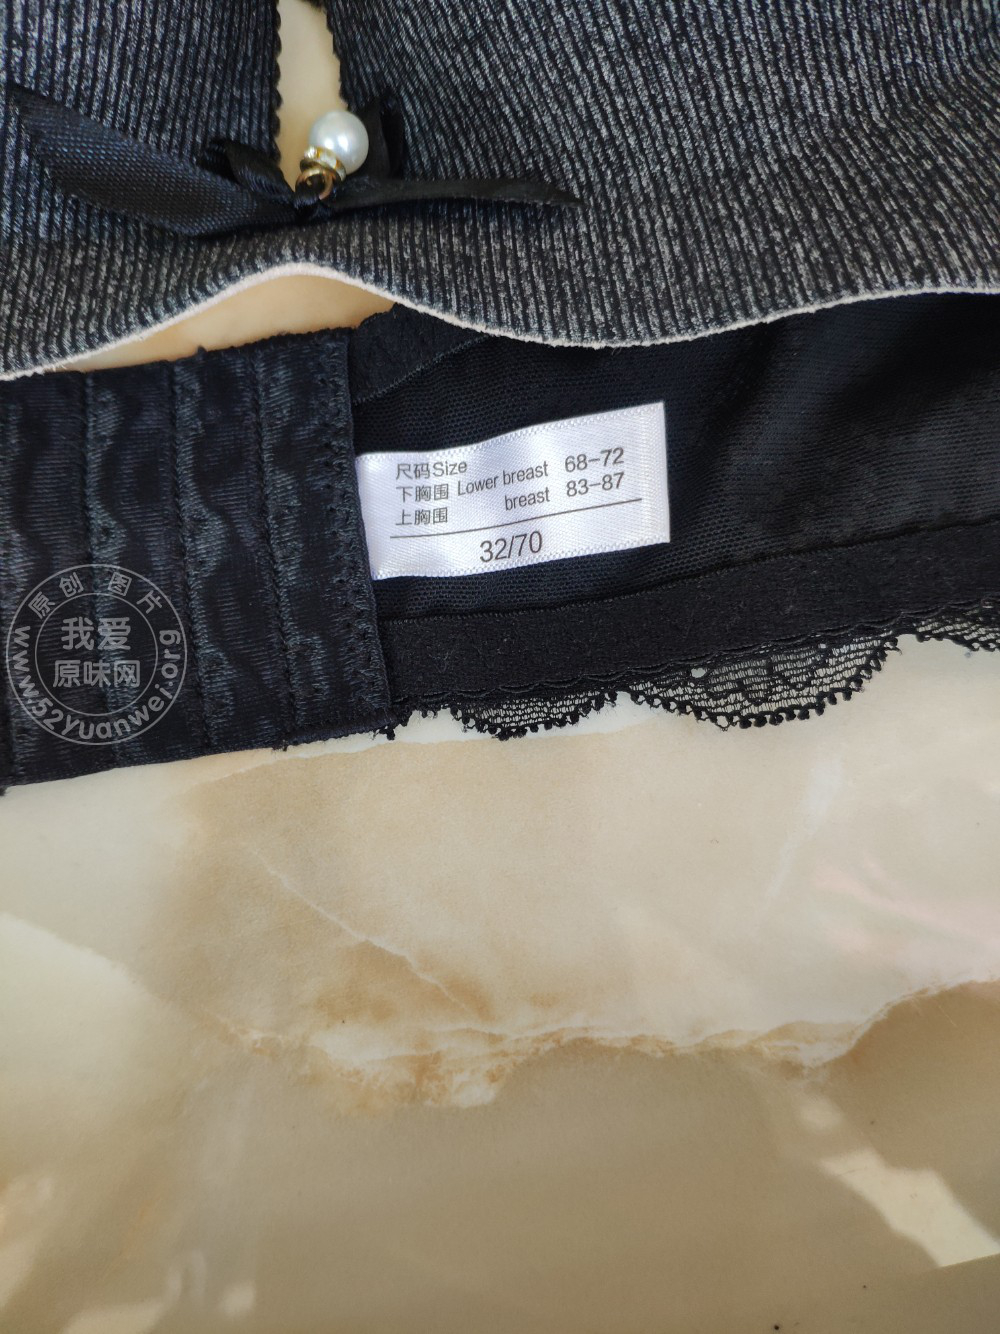 尺码Size
下胸围 Lower breast 68-72
上胸围 breast 83-87
32/70
原创图片
我爱
原味网
www.52Yuanwei.org